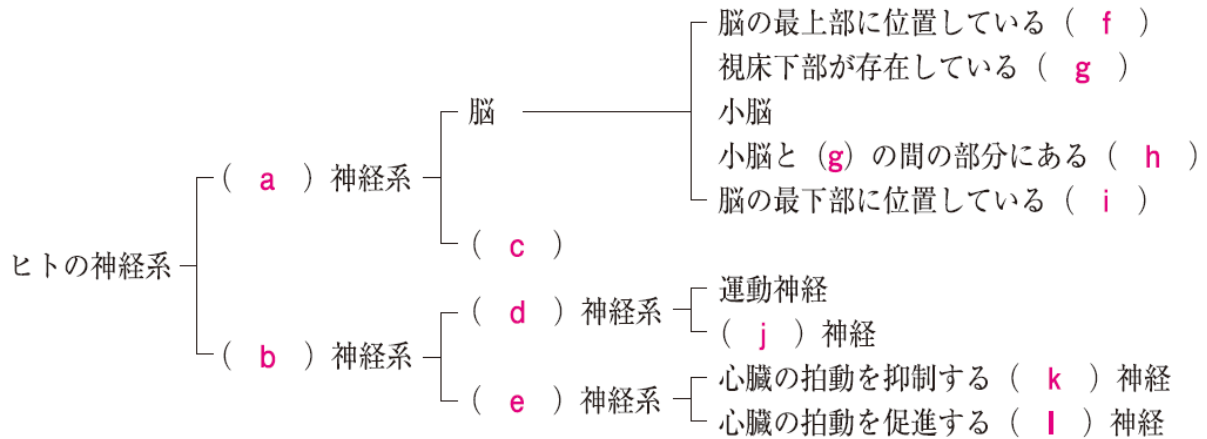 脳の最上部に位置している（ f ）
視床下部が存在している（ g ）
脳
小脳
小脳と（g）の間の部分にある（ h ）
（ a ）神経系
脳の最下部に位置している（ i ）
（ c ）
ヒトの神経系
運動神経
（ d ）神経系
（ j ）神経
（ b ）神経系
心臓の拍動を抑制する（ k ）神経
（ e ）神経系
心臓の拍動を促進する（ l ）神経